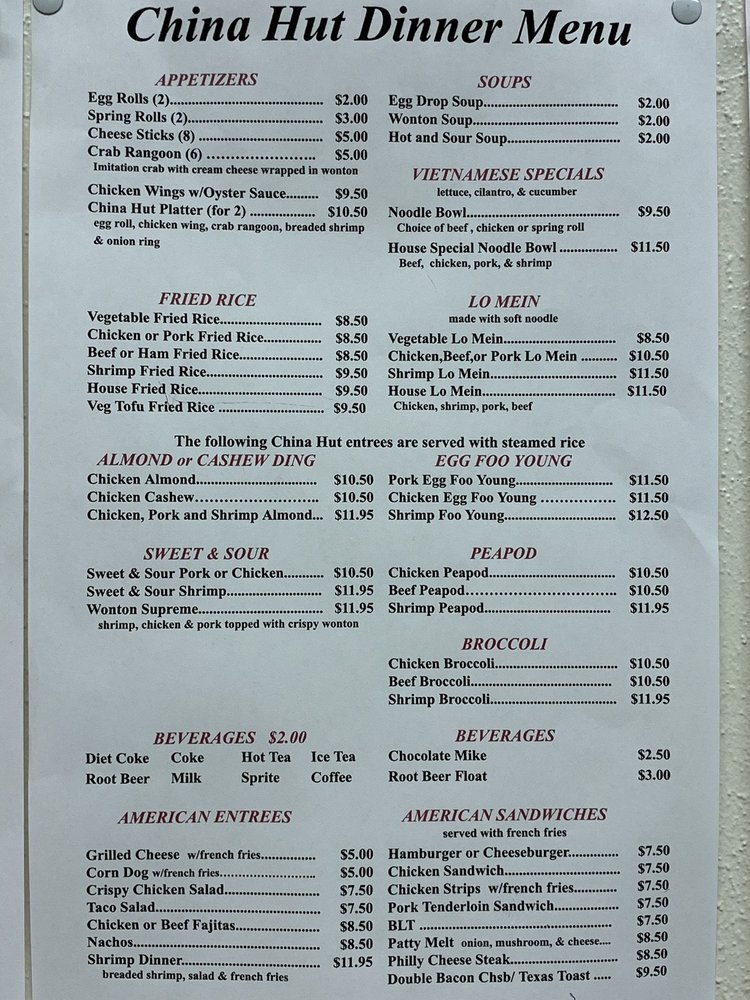 China Hut Dinner Menu
APPETIZERS
Egg Rolls (2)..................................... $2.00
Spring Rolls (2)................................. $3.00
Cheese Sticks (8) .............................. $5.00
Crab Rangoon (6) ........................ $5.00
Imitation crab with cream cheese wrapped in wonton
Chicken Wings w/Oyster Sauce........ $9.50
China Hut Platter (for 2) ................ $10.50
egg roll, chicken wing, crab rangoon, breaded shrimp
& onion ring
SOUPS
Egg Drop Soup................................ $2.00
Wonton Soup................................... $2.00
Hot and Sour Soup........................... $2.00
VIETNAMESE SPECIALS
lettuce, cilantro, & cucumber
Noodle Bowl..................................... $9.50
Choice of beef , chicken or spring roll
House Special Noodle Bowl .............. $11.50
Beef, chicken, pork, & shrimp
FRIED RICE
Vegetable Fried Rice......................... $8.50
Chicken or Pork Fried Rice.............. $8.50
Beef or Ham Fried Rice.................... $8.50
Shrimp Fried Rice............................ $9.50
House Fried Rice.............................. $9.50
Veg Tofu Fried Rice ......................... $9.50
LO MEIN
made with soft noodle
Vegetable Lo Mein........................... $8.50
Chicken,Beef,or Pork Lo Mein ......... $10.50
Shrimp Lo Mein............................... $11.50
House Lo Mein................................ $11.50
Chicken, shrimp, pork, beef
The following China Hut entrees are served with steamed rice
ALMOND or CASHEW DING
Chicken Almond............................. $10.50
Chicken Cashew............................ $10.50
Chicken, Pork and Shrimp Almond... $11.95
EGG FOO YOUNG
Pork Egg Foo Young........................ $11.50
Chicken Egg Foo Young ................ $11.50
Shrimp Foo Young........................... $12.50
SWEET & SOUR
Sweet & Sour Pork or Chicken.......... $10.50
Sweet & Sour Shrimp....................... $11.95
Wonton Supreme.............................. $11.95
shrimp, chicken & pork topped with crispy wonton
PEAPOD
Chicken Peapod............................... $10.50
Beef Peapod.................................. $10.50
Shrimp Peapod................................ $11.95
BROCCOLI
Chicken Broccoli.............................. $10.50
Beef Broccoli................................... $10.50
Shrimp Broccoli............................... $11.95
BEVERAGES $2.00
Diet Coke Coke Hot Tea Ice Tea
Root Beer Milk Sprite Coffee
BEVERAGES
Chocolate Mike $2.50
Root Beer Float $3.00
AMERICAN ENTREES
Grilled Cheese w/french fries............... $5.00
Corn Dog w/french fries........................ $5.00
Crispy Chicken Salad....................... $7.50
Taco Salad........................................ $7.50
Chicken or Beef Fajitas.................... $8.50
Nachos............................................. $8.50
Shrimp Dinner................................. $11.95
breaded shrimp, salad & french fries
AMERICAN SANDWICHES
served with french fries
Hamburger or Cheeseburger............ $7.50
Chicken Sandwich............................ $7.50
Chicken Strips w/french fries........... $7.50
Pork Tenderloin Sandwich............... $7.50
BLT ............................................... $7.50
Patty Melt onion, mushroom, & cheese.... $8.50
Philly Cheese Steak.......................... $8.50
Double Bacon Chsb/ Texas Toast ..... $9.50